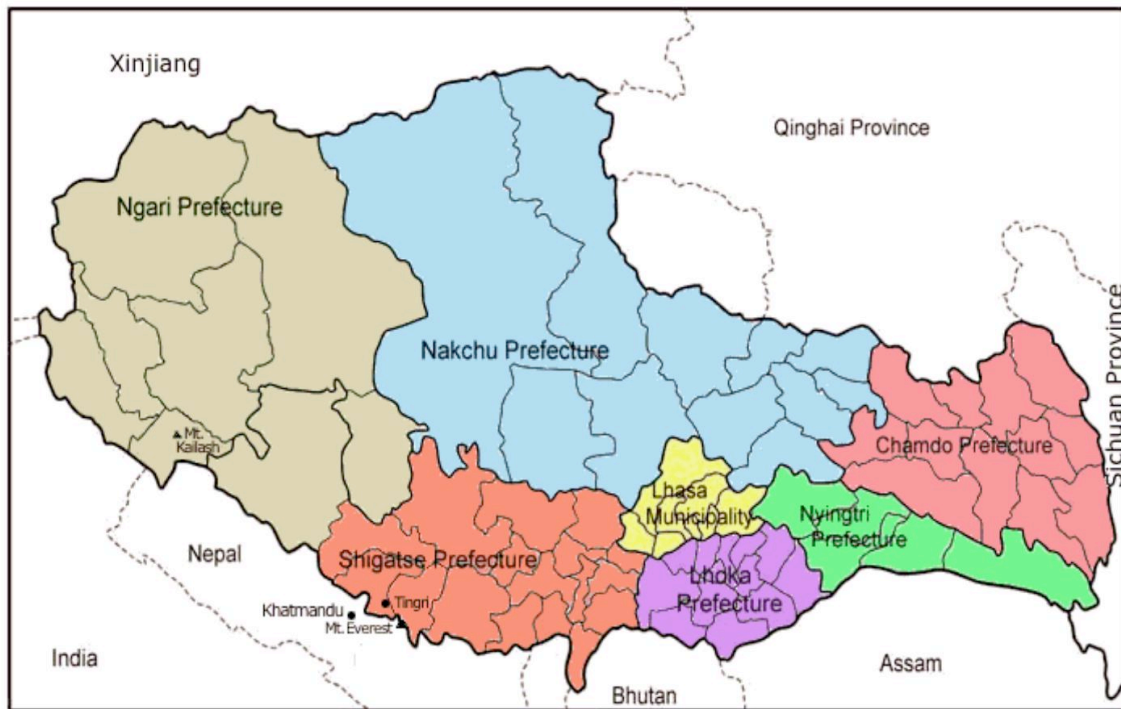 Xinjiang
Qinghai Province
Ngari Prefecture
Nakchu Prefecture
Sichuan Province
Mt.
Kailash
Chamdo Prefecture
Lhasa
Municipality
Nyingtri
Prefecture
Nepal
Shigatse Prefecture
Lhoka
Prefecture
Tingri
Khatmandu
Mt. Everest
India
Assam
Bhutan